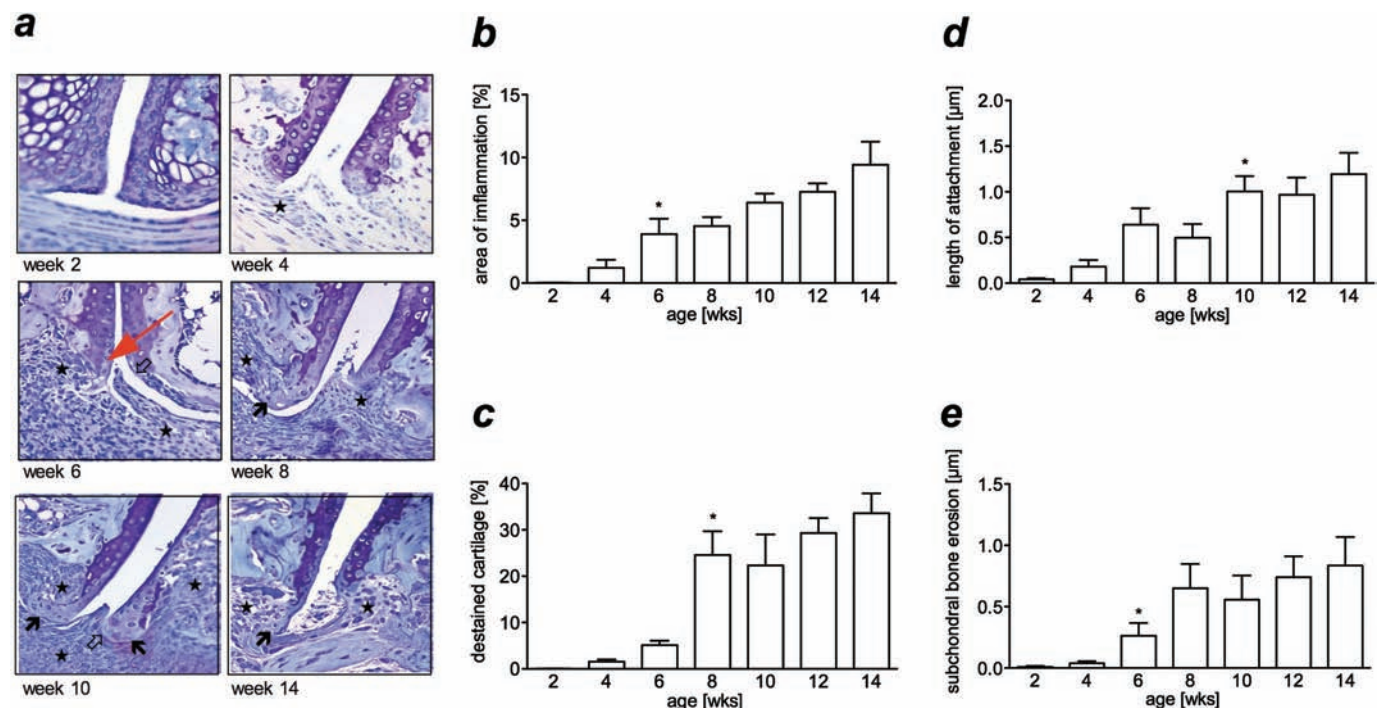 a
week 2
week 4
week 6
week 8
week 10
week 14
b
area of imflammation [%]
15
10
5
0
*
2 4 6 8 10 12 14
age [wks]
c
destained cartilage [%]
40
30
20
10
0
*
2 4 6 8 10 12 14
age [wks]
d
length of attachment [µm]
2.0
1.5
1.0
0.5
0.0
*
2 4 6 8 10 12 14
age [wks]
e
subchondral bone erosion [µm]
1.5
1.0
0.5
0.0
*
2 4 6 8 10 12 14
age [wks]